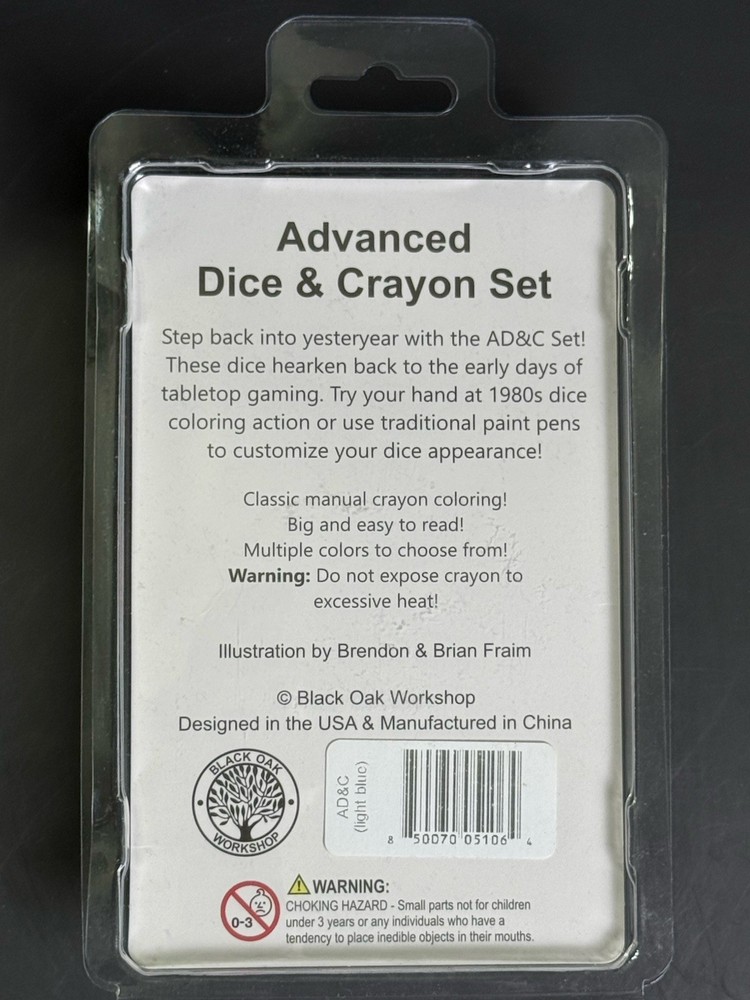 Advanced
Dice & Crayon Set
Step back into yesteryear with the AD&C Set!
These dice hearken back to the early days of
tabletop gaming. Try your hand at 1980s dice
coloring action or use traditional paint pens
to customize your dice appearance!
Classic manual crayon coloring!
Big and easy to read!
Multiple colors to choose from!
Warning: Do not expose crayon to
excessive heat!
Illustration by Brendon & Brian Fraim
© Black Oak Workshop
Designed in the USA & Manufactured in China
BLACK OAK
WORKSHOP
AD&C
(light blue)
8 50070 05106 4
0-3
WARNING:
CHOKING HAZARD - Small parts not for children
under 3 years or any individuals who have a
tendency to place inedible objects in their mouths.